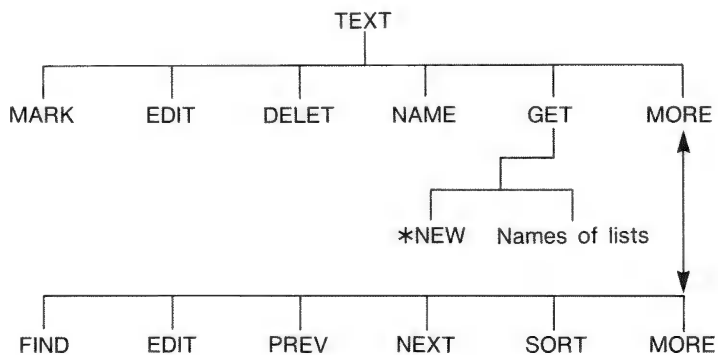 TEXT
MARK EDIT DELET NAME GET MORE
*NEW Names of lists
FIND EDIT PREV NEXT SORT MORE